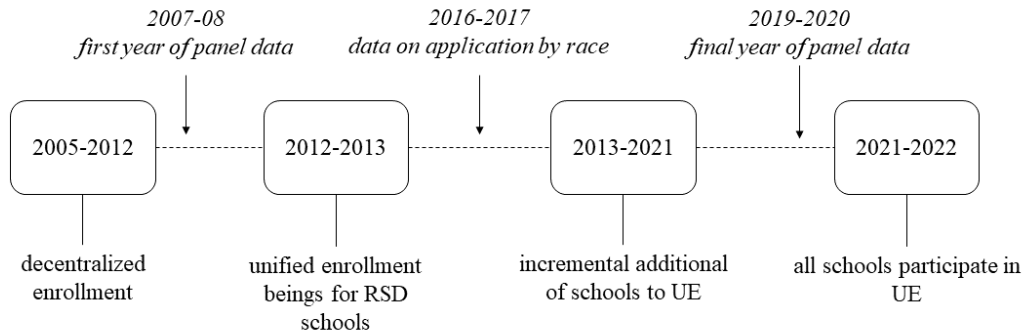 2007-08
first year of panel data
2016-2017
data on application by race
2019-2020
final year of panel data
2005-2012
2012-2013
2013-2021
2021-2022
decentralized
enrollment
unified enrollment
beings for RSD
schools
incremental additional
of schools to UE
all schools participate in
UE